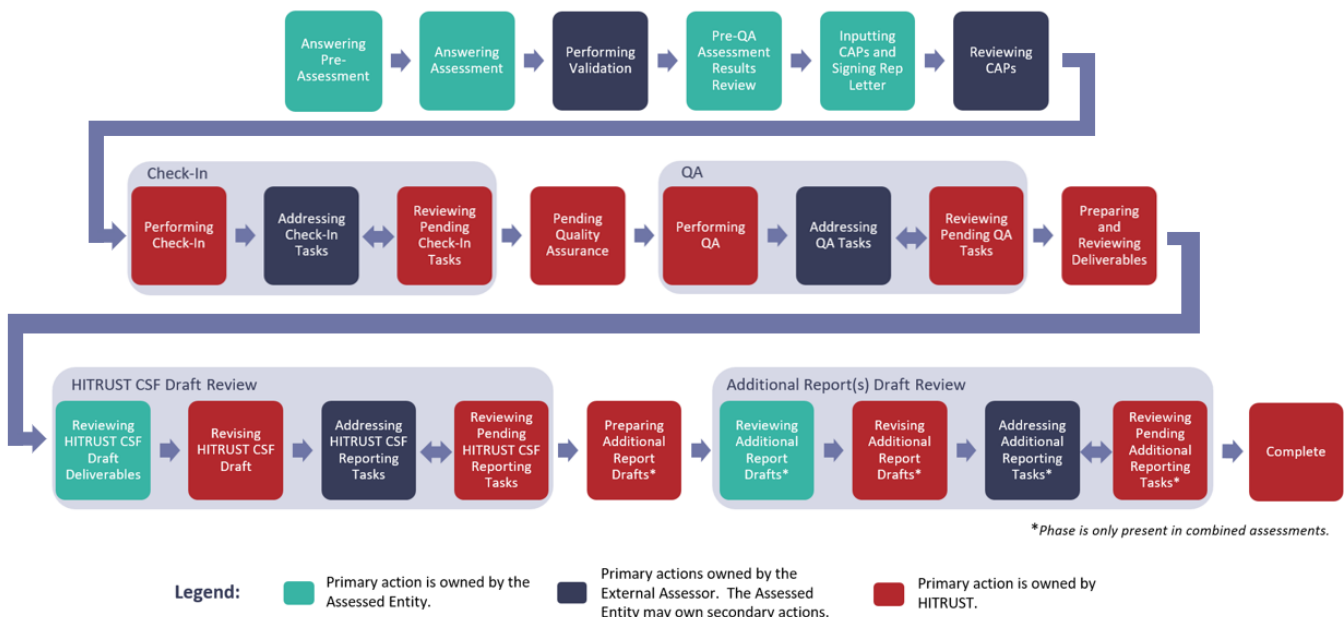 Answering
Pre-
Assessment
Answering
Assessment
Performing
Validation
Pre-QA
Assessment
Results
Review
Inputting
CAPs and
Signing Rep
Letter
Reviewing
CAPs
Check-In
Performing
Check-In
Addressing
Check-In
Tasks
Reviewing
Pending
Check-In
Tasks
Pending
Quality
Assurance
QA
Performing
QA
Addressing
QA Tasks
Reviewing
Pending QA
Tasks
Preparing
and
Reviewing
Deliverables
HITRUST CSF Draft Review
Reviewing
HITRUST CSF
Draft
Deliverables
Revising
HITRUST CSF
Draft
Addressing
HITRUST CSF
Reporting
Tasks
Reviewing
Pending
HITRUST CSF
Reporting
Tasks
Preparing
Additional
Report
Drafts*
Additional Report(s) Draft Review
Reviewing
Additional
Report
Drafts*
Revising
Additional
Report
Drafts*
Addressing
Additional
Reporting
Tasks*
Reviewing
Pending
Additional
Reporting
Tasks*
Complete
*Phase is only present in combined assessments.
Legend:
Primary action is owned by the
Assessed Entity.
Primary actions owned by the
External Assessor. The Assessed
Entity may own secondary actions.
Primary action is owned by
HITRUST.